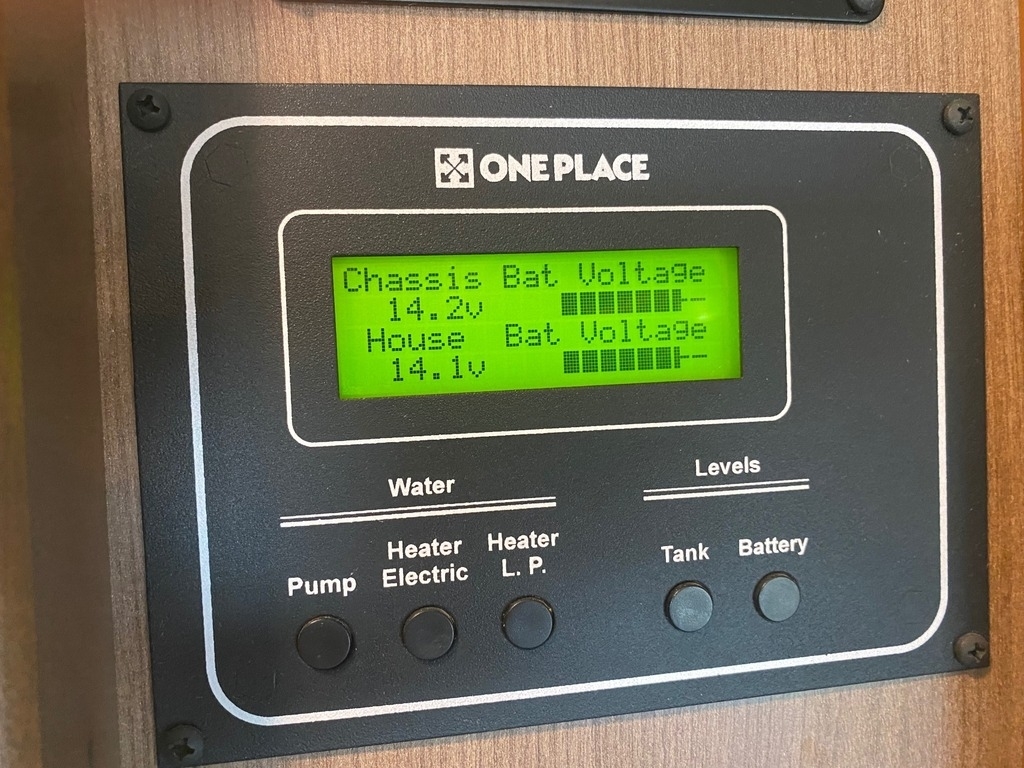 ONE PLACE
Chassis Bat Voltage
14.2v
House Bat Voltage
14.1v
Water
Levels
Pump
Heater
Electric
Heater
L. P.
Tank
Battery